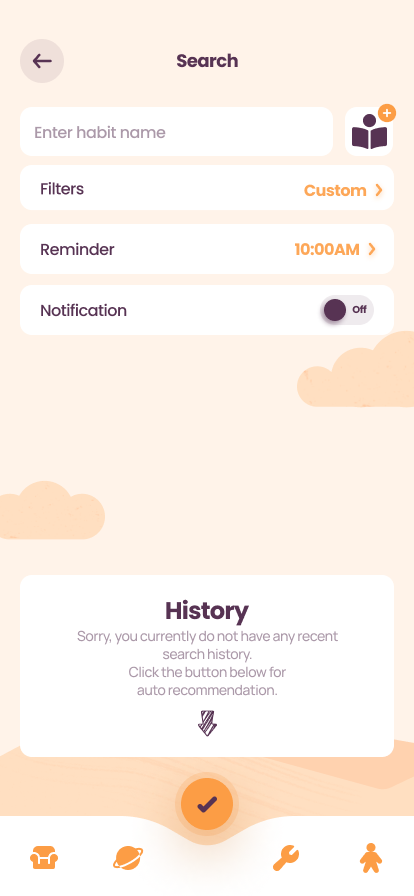 Search
Enter habit name
Filters
Custom
Reminder
10:00AM
Notification
Off
History
Sorry, you currently do not have any recent
search history.
Click the button below for
auto recommendation.